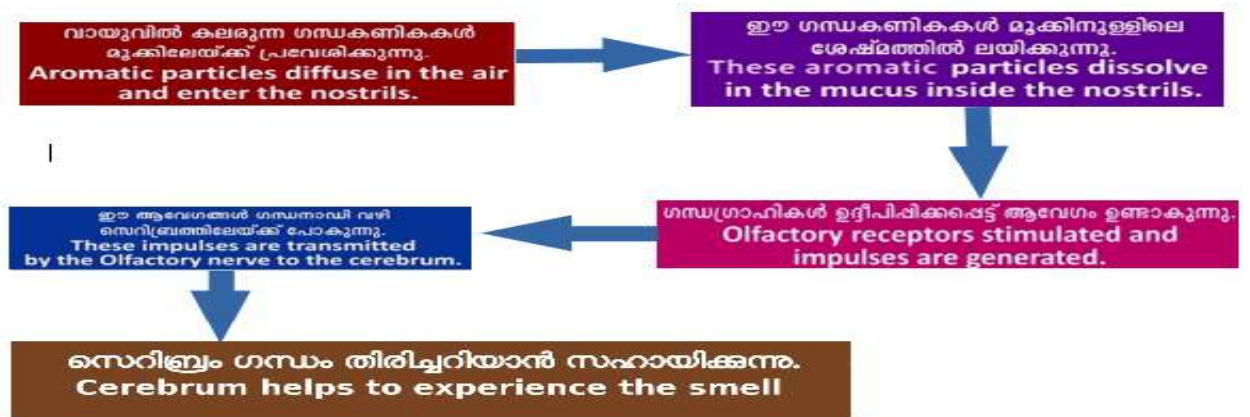 വായുവിൽ കലരുന്ന ഗന്ധകണികകൾ
മൂക്കിലേയ്ക്ക് പ്രവേശിക്കുന്നു.
Aromatic particles diffuse in the air
and enter the nostrils.
ഈ ഗന്ധകണികകൾ മൂക്കിനുള്ളിലെ
ശ്രേഷ്മത്തിൽ ലയിക്കുന്നു.
These aromatic particles dissolve
in the mucus inside the nostrils.
ഗന്ധഗ്രാഹികൾ ഉദ്ദീപിപ്പിക്കപ്പെട്ട് ആവേഗം ഉണ്ടാകുന്നു.
Olfactory receptors stimulated and
impulses are generated.
ഈ ആവേഗങ്ങൾ ഗന്ധനാഡി വഴി
സെറിബ്രത്തിലേയ്ക്ക് പോകുന്നു.
These impulses are transmitted
by the Olfactory nerve to the cerebrum.
സെറിബ്രം ഗന്ധം തിരിച്ചറിയാൻ സഹായിക്കുന്നു.
Cerebrum helps to experience the smell